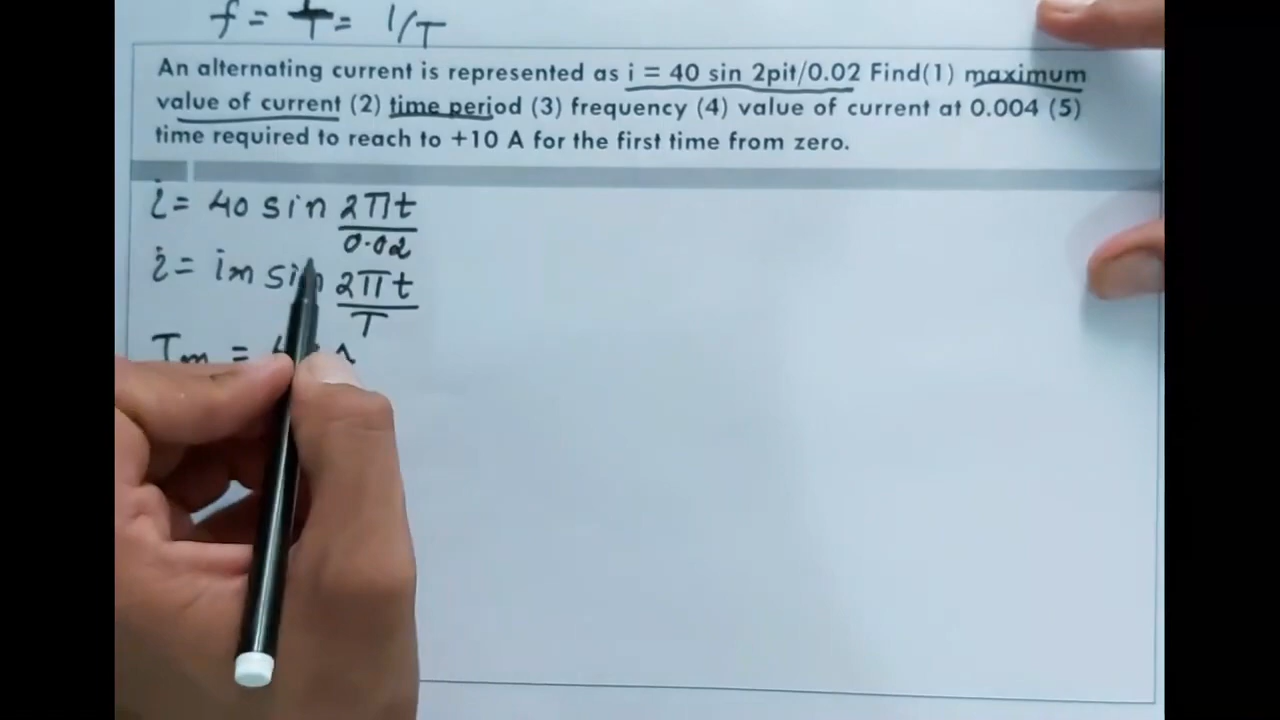 f = T = 1/T
An alternating current is represented as i = 40 sin 2pit/0.02 Find(1) maximum
value of current (2) time period (3) frequency (4) value of current at 0.004 (5)
time required to reach to +10 A for the first time from zero.
i = 40 sin 2πt/0.02
i = im sin 2πt/T
Im =